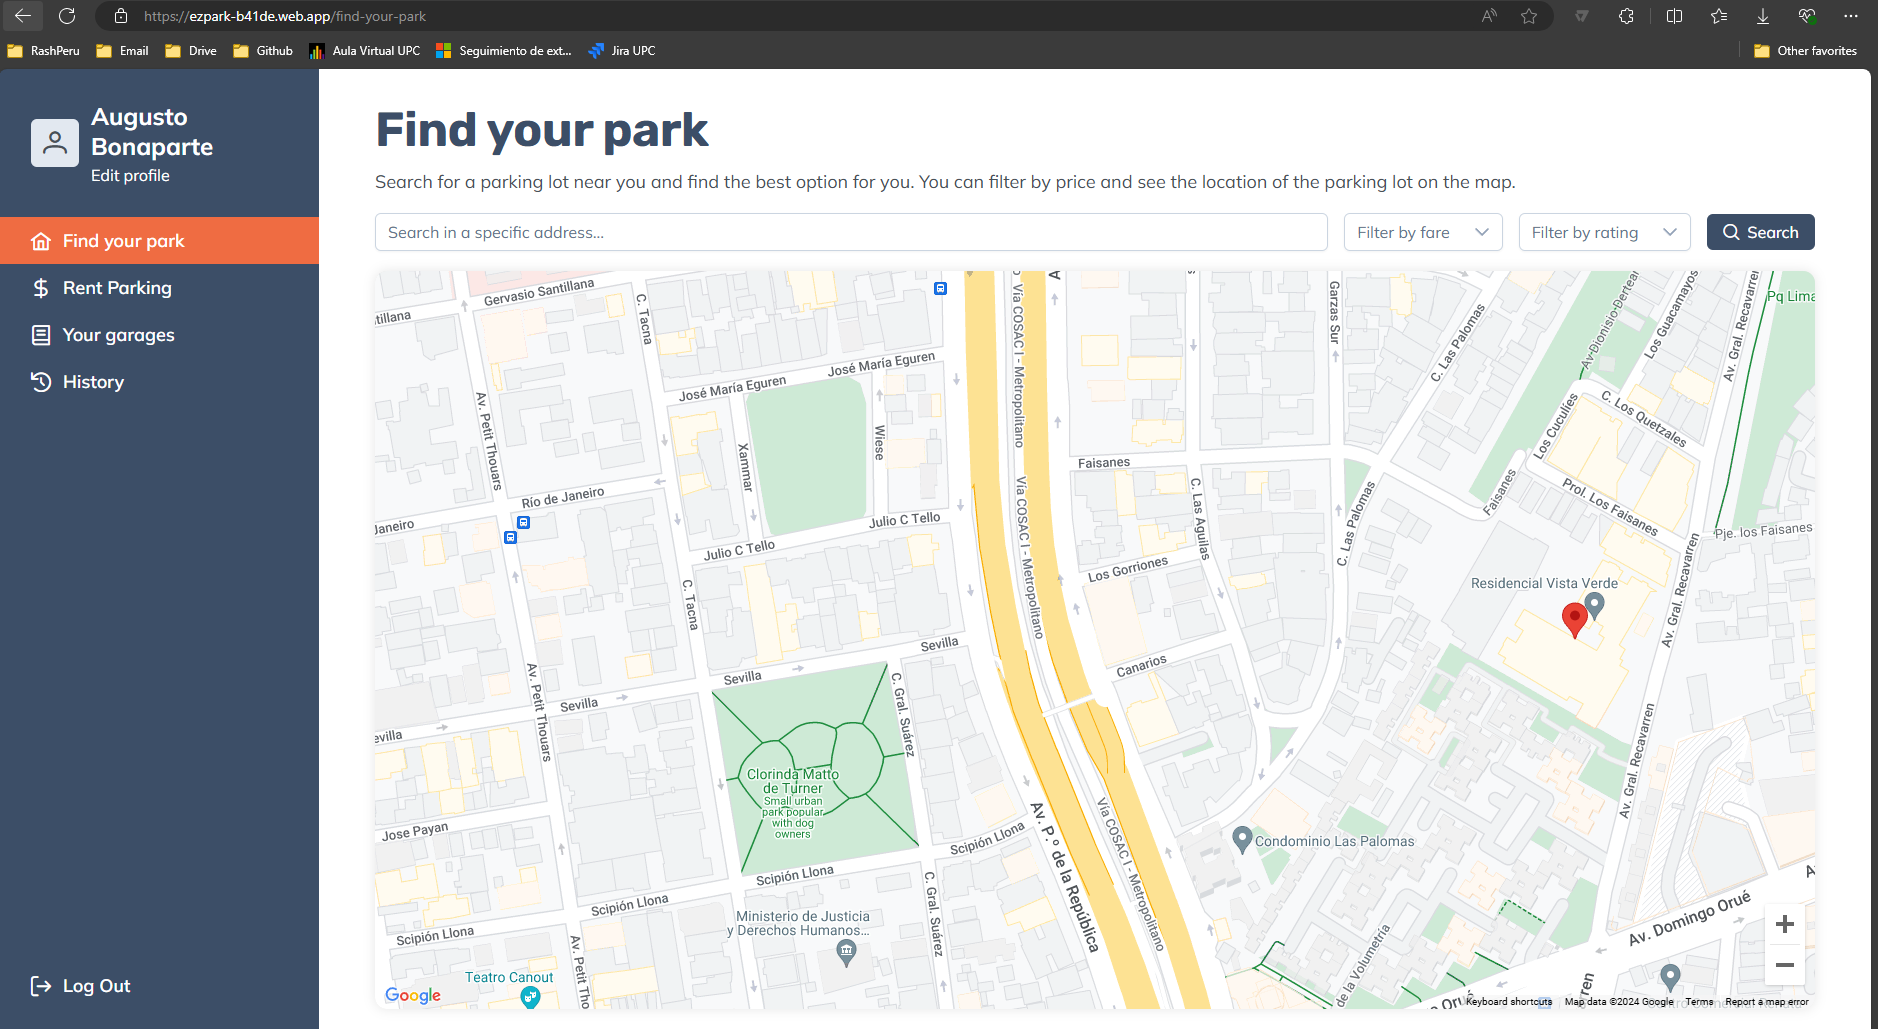 https://ezpark-b41de.web.app/find-your-park
RashPeru
Email
Drive
Github
Aula Virtual UPC
Seguimiento de ext...
Jira UPC
Other favorites
Augusto
Bonaparte
Edit profile
Find your park
Rent Parking
Your garages
History
Log Out
Find your park
Search for a parking lot near you and find the best option for you. You can filter by price and see the location of the parking lot on the map.
Search in a specific address...
Filter by fare
Filter by rating
Search
Gervasio Santillana
ntillana
C. Tacna
José María Eguren
José María Eguren
Av. Petit Thouars
Xammar
Wiese
Río de Janeiro
Janeiro
Julio C Tello
Julio C Tello
C. Tacna
Vía COSAC I - Metropolitano
Vía COSAC I - Metropolitano
Garzas Sur
C. Las Palomas
Av Dionisio Dertean
Los Guacamayos
Av. Gral. Recavarren
Pq Lima
C. Los Quetzales
Los Cuculíes
Faisanes
Faisanes
Prol. Los Faisanes
Pje. los Faisanes
C. Las Aguilas
C. Las Palomas
Los Gorriones
Residencial Vista Verde
Av. Gral. Recavarren
Canarios
Sevilla
Sevilla
Sevilla
evilla
Av. Petit Thouars
C. Gral. Suárez
Clorinda Matto
de Turner
Small urban
park popular
with dog
owners
Av. Gral. Recavarren
Jose Payan
Scipión Llona
Scipión Llona
Scipión Llona
Scipión Llona
C. Gral. Suárez
Av. P.º de la República
Vía COSAC I - Metropolitano
Condominio Las Palomas
Ministerio de Justicia
y Derechos Humanos...
Av. Petit Tho
Teatro Canout
de la Volumetría
Av. Domingo Orué
Google
Keyboard shortcuts
Map data ©2024 Google
Terms
Report a map error